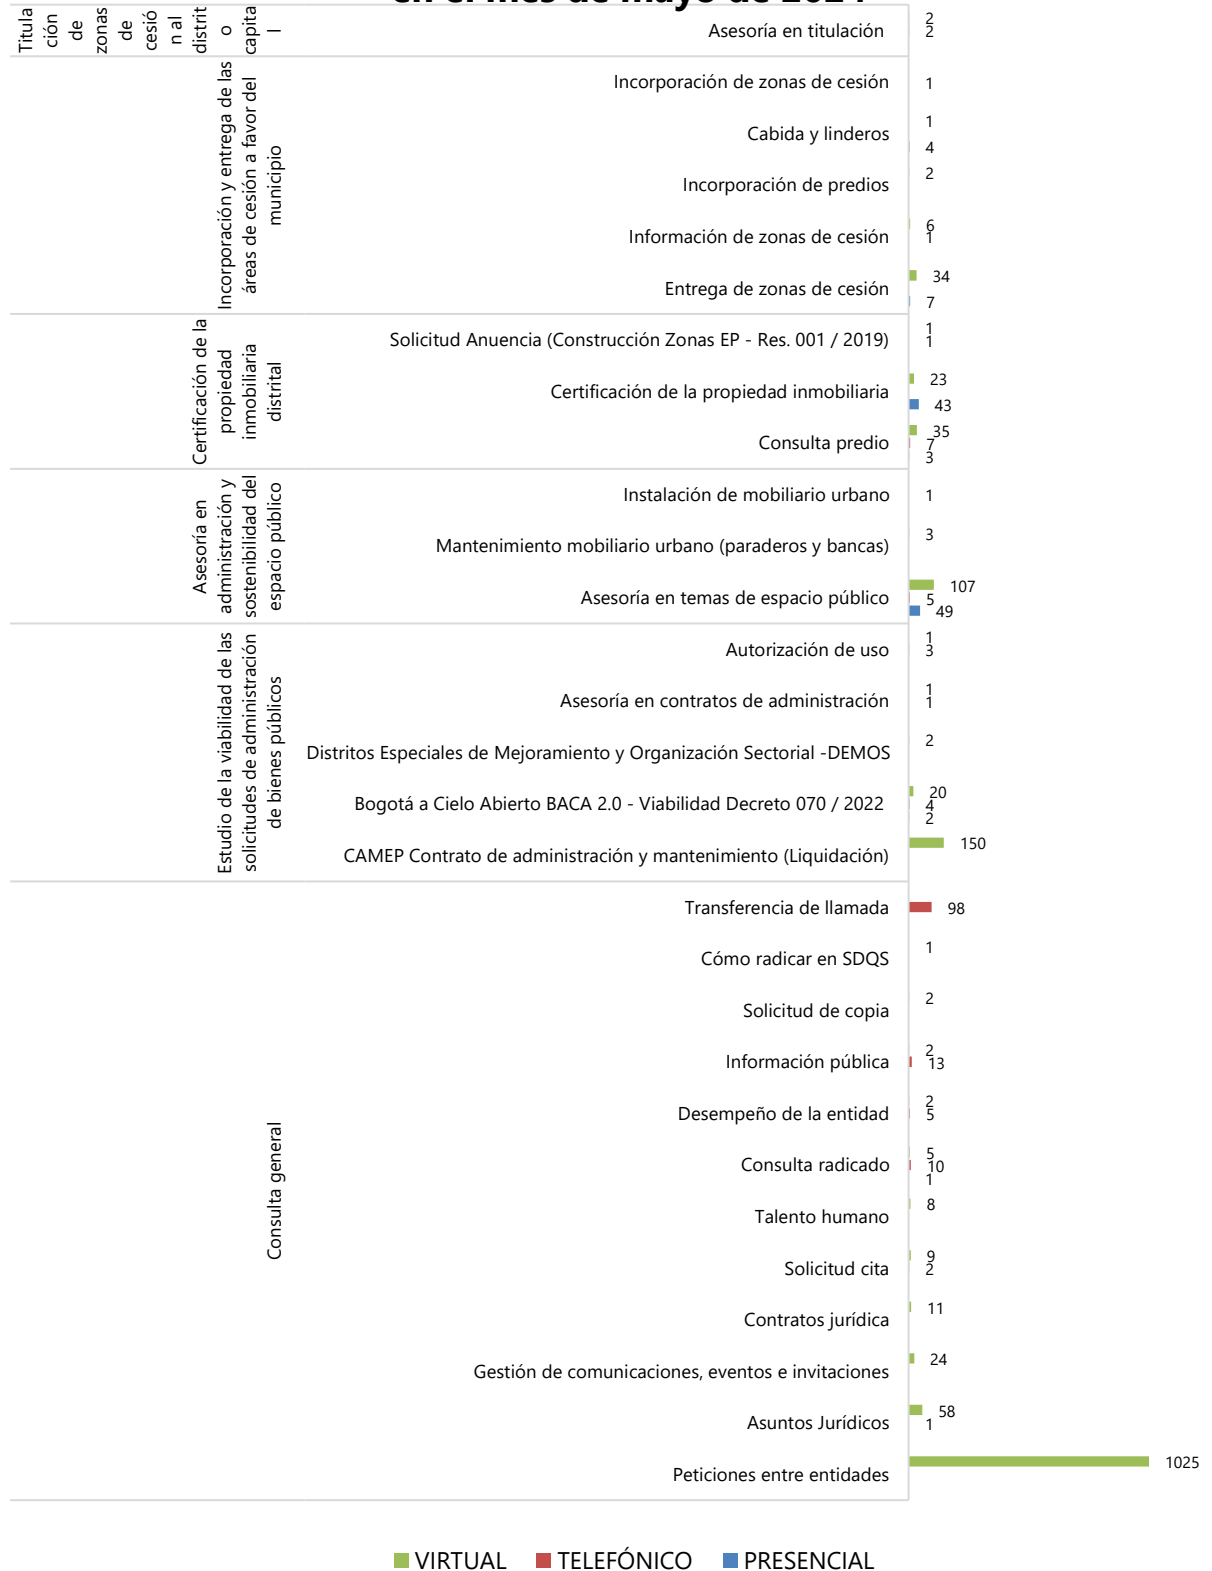 en el mes de mayo de 2024
Titula
ción
de
zonas
de
cesió
n al
distrit
o
capita
l
Asesoría en titulación
2
2
Incorporación y entrega de las
áreas de cesión a favor del
municipio
Incorporación de zonas de cesión
1
Cabida y linderos
1
4
Incorporación de predios
2
Información de zonas de cesión
6
1
Entrega de zonas de cesión
34
7
Certificación de la
propiedad
inmobiliaria
distrital
Solicitud Anuencia (Construcción Zonas EP - Res. 001 / 2019)
1
1
Certificación de la propiedad inmobiliaria
23
43
Consulta predio
35
7
3
Asesoría en
administración y
sostenibilidad del
espacio público
Instalación de mobiliario urbano
1
Mantenimiento mobiliario urbano (paraderos y bancas)
3
Asesoría en temas de espacio público
107
5
49
Estudio de la viabilidad de las
solicitudes de administración
de bienes públicos
Autorización de uso
1
3
Asesoría en contratos de administración
1
1
Distritos Especiales de Mejoramiento y Organización Sectorial -DEMOS
2
Bogotá a Cielo Abierto BACA 2.0 - Viabilidad Decreto 070 / 2022
20
4
2
CAMEP Contrato de administración y mantenimiento (Liquidación)
150
Consulta general
Transferencia de llamada
98
Cómo radicar en SDQS
1
Solicitud de copia
2
Información pública
2
13
Desempeño de la entidad
2
5
Consulta radicado
5
10
1
Talento humano
8
Solicitud cita
9
2
Contratos jurídica
11
Gestión de comunicaciones, eventos e invitaciones
24
Asuntos Jurídicos
58
1
Peticiones entre entidades
1025
VIRTUAL TELEFÓNICO PRESENCIAL